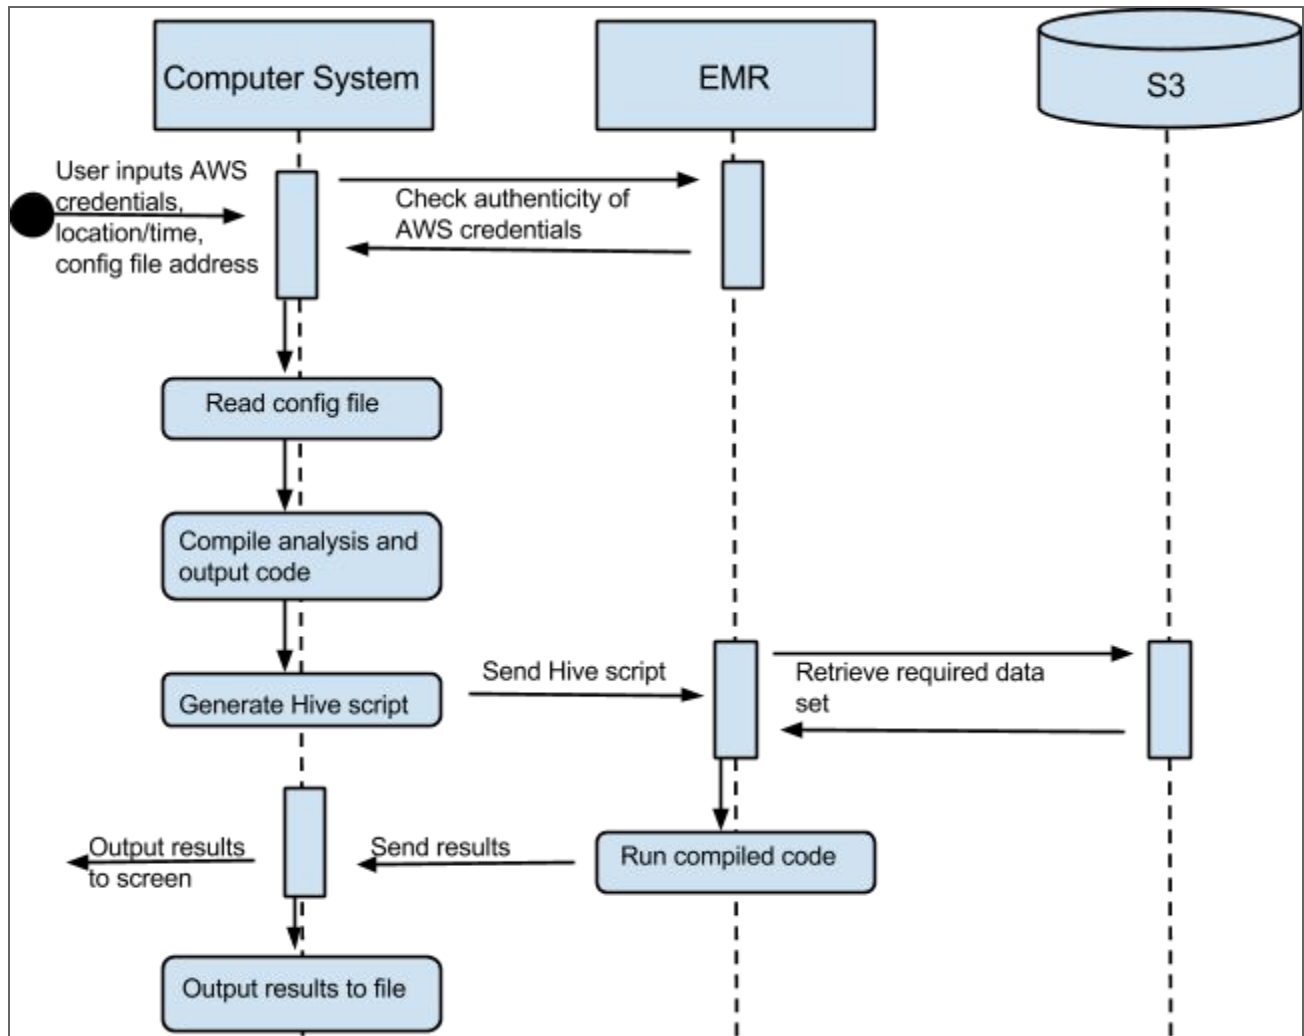 Computer System
EMR
S3
User inputs AWS
credentials,
location/time,
config file address
Check authenticity of
AWS credentials
Read config file
Compile analysis and
output code
Generate Hive script
Send Hive script
Retrieve required data
set
Output results
to screen
Send results
Run compiled code
Output results to file